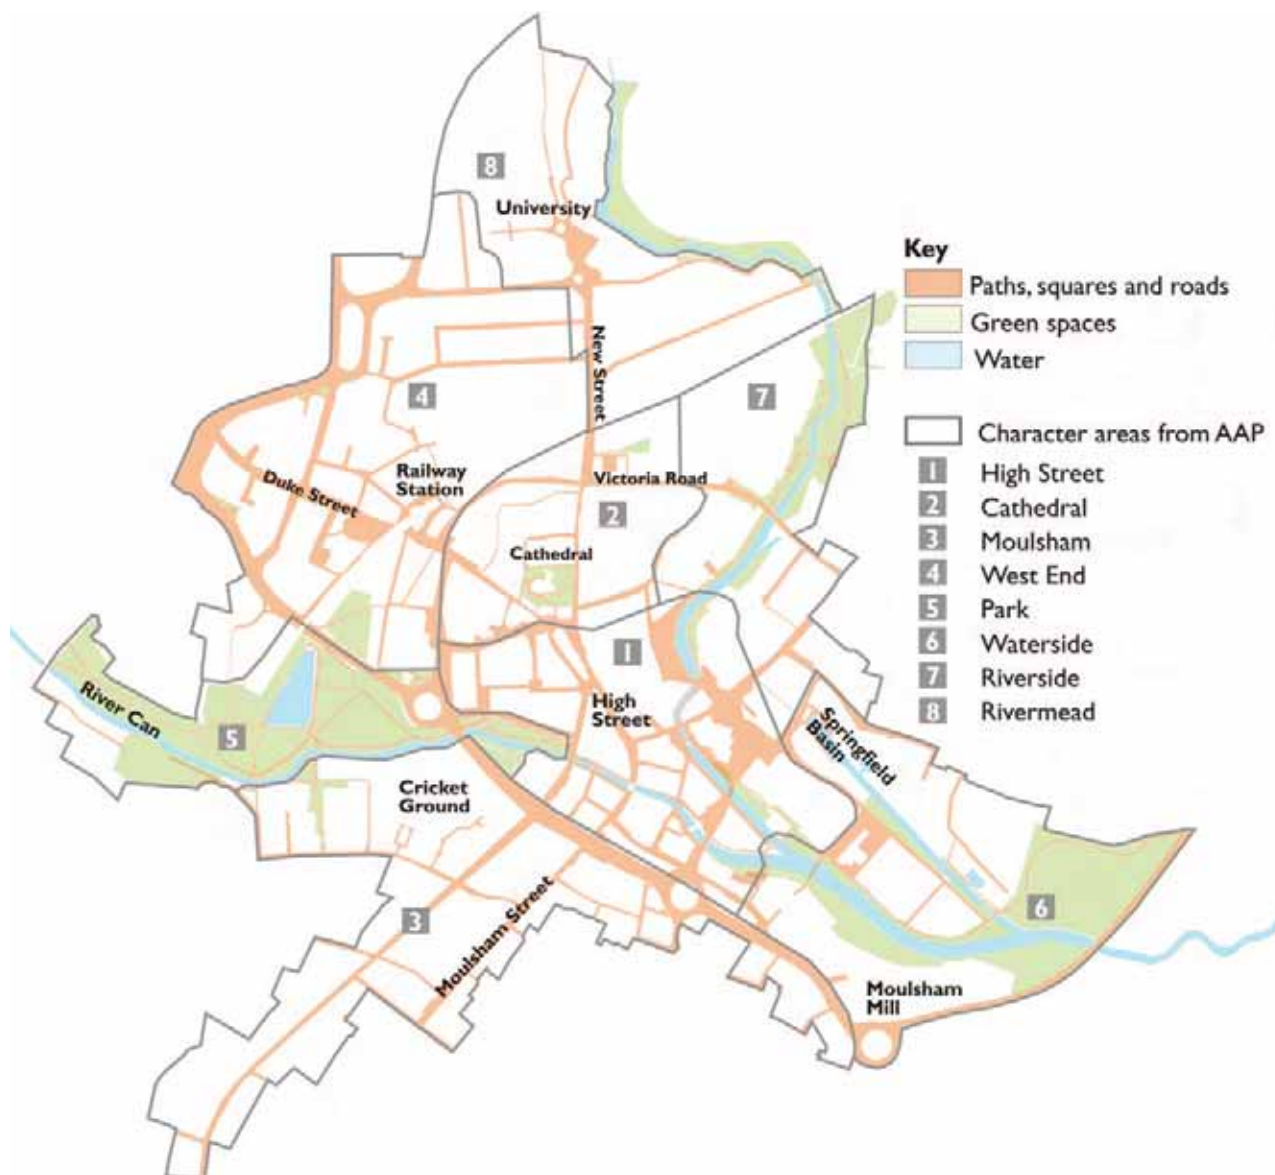 8
University
Key
Paths, squares and roads
Green spaces
Water
New Street
4
7
Character areas from AAP
1 High Street
2 Cathedral
3 Moulsham
4 West End
5 Park
6 Waterside
7 Riverside
8 Rivermead
Railway
Station
Duke Street
Victoria Road
2
Cathedral
1
High
Street
River Can
5
Springfield
Basin
Cricket
Ground
6
3
Moulsham Street
Moulsham
Mill